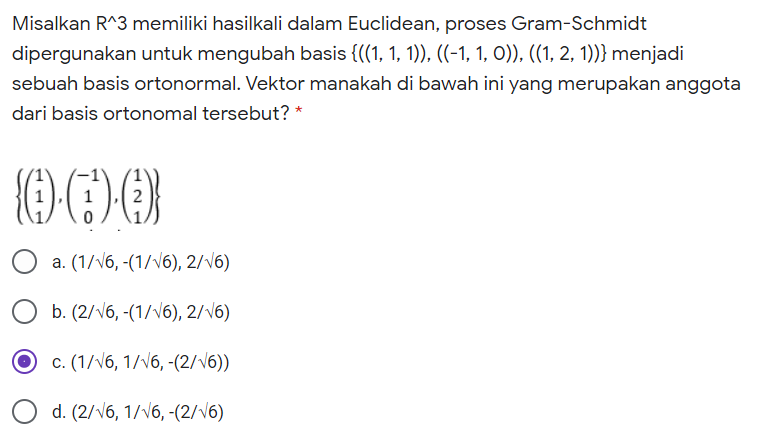 Misalkan R^3 memiliki hasilkali dalam Euclidean, proses Gram-Schmidt
dipergunakan untuk mengubah basis {((1, 1, 1)), ((-1, 1, 0)), ((1, 2, 1))} menjadi
sebuah basis ortonormal. Vektor manakah di bawah ini yang merupakan anggota
dari basis ortonomal tersebut? *
{(1 1 1), (-1 1 0), (1 2 1)}
a. (1/√6, -(1/√6), 2/√6)
b. (2/√6, -(1/√6), 2/√6)
c. (1/√6, 1/√6, -(2/√6))
d. (2/√6, 1/√6, -(2/√6)